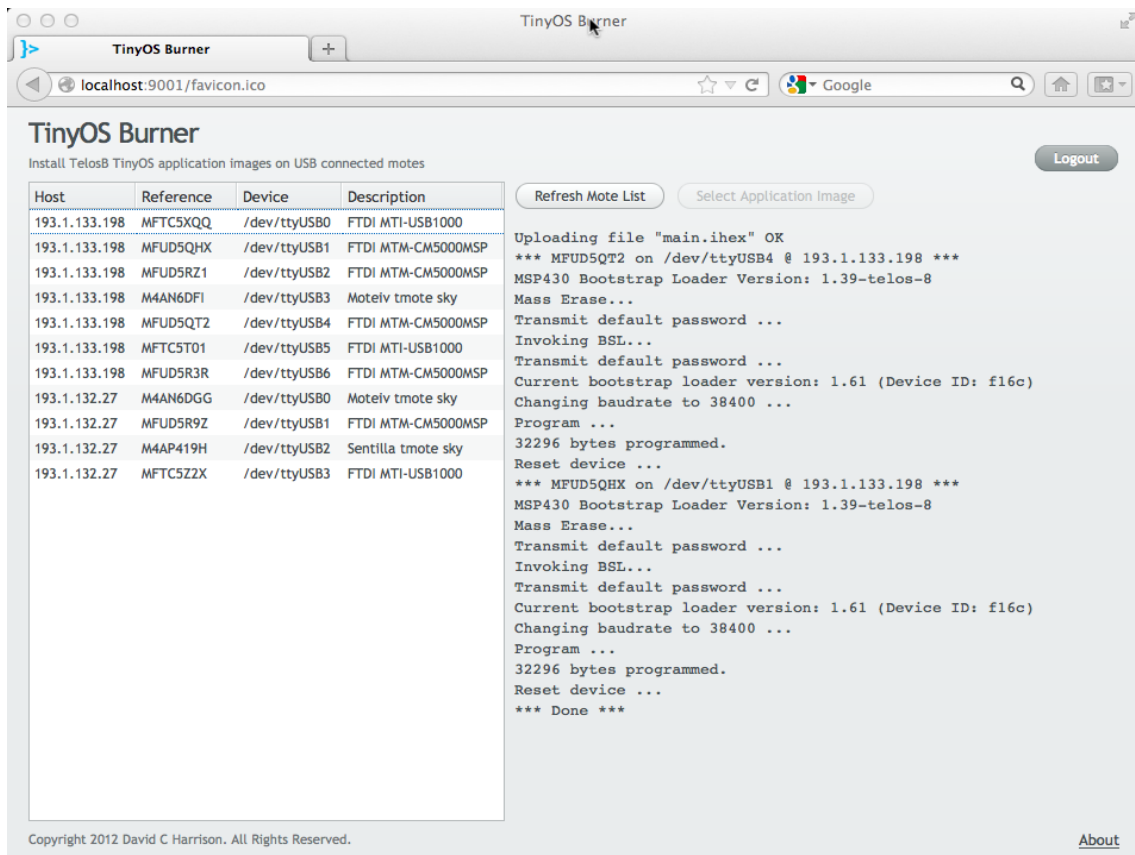 TinyOS Burner
TinyOS Burner
localhost:9001/favicon.ico
Google
TinyOS Burner
Install TelosB TinyOS application images on USB connected motes
Logout
Host Reference Device Description
193.1.133.198 MFTC5XQQ /dev/ttyUSB0 FTDI MTI-USB1000
193.1.133.198 MFUD5QHX /dev/ttyUSB1 FTDI MTM-CM5000MSP
193.1.133.198 MFUD5RZ1 /dev/ttyUSB2 FTDI MTM-CM5000MSP
193.1.133.198 M4AN6DFI /dev/ttyUSB3 Moteiv tmote sky
193.1.133.198 MFUD5QT2 /dev/ttyUSB4 FTDI MTM-CM5000MSP
193.1.133.198 MFTC5T01 /dev/ttyUSB5 FTDI MTI-USB1000
193.1.133.198 MFUD5R3R /dev/ttyUSB6 FTDI MTM-CM5000MSP
193.1.132.27 M4AN6DGG /dev/ttyUSB0 Moteiv tmote sky
193.1.132.27 MFUD5R9Z /dev/ttyUSB1 FTDI MTM-CM5000MSP
193.1.132.27 M4AP419H /dev/ttyUSB2 Sentilla tmote sky
193.1.132.27 MFTC5Z2X /dev/ttyUSB3 FTDI MTI-USB1000
Refresh Mote List Select Application Image
Uploading file "main.ihex" OK
*** MFUD5QT2 on /dev/ttyUSB4 @ 193.1.133.198 ***
MSP430 Bootstrap Loader Version: 1.39-telos-8
Mass Erase...
Transmit default password ...
Invoking BSL...
Transmit default password ...
Current bootstrap loader version: 1.61 (Device ID: f16c)
Changing baudrate to 38400 ...
Program ...
32296 bytes programmed.
Reset device ...
*** MFUD5QHX on /dev/ttyUSB1 @ 193.1.133.198 ***
MSP430 Bootstrap Loader Version: 1.39-telos-8
Mass Erase...
Transmit default password ...
Invoking BSL...
Transmit default password ...
Current bootstrap loader version: 1.61 (Device ID: f16c)
Changing baudrate to 38400 ...
Program ...
32296 bytes programmed.
Reset device ...
*** Done ***
Copyright 2012 David C Harrison. All Rights Reserved.
About